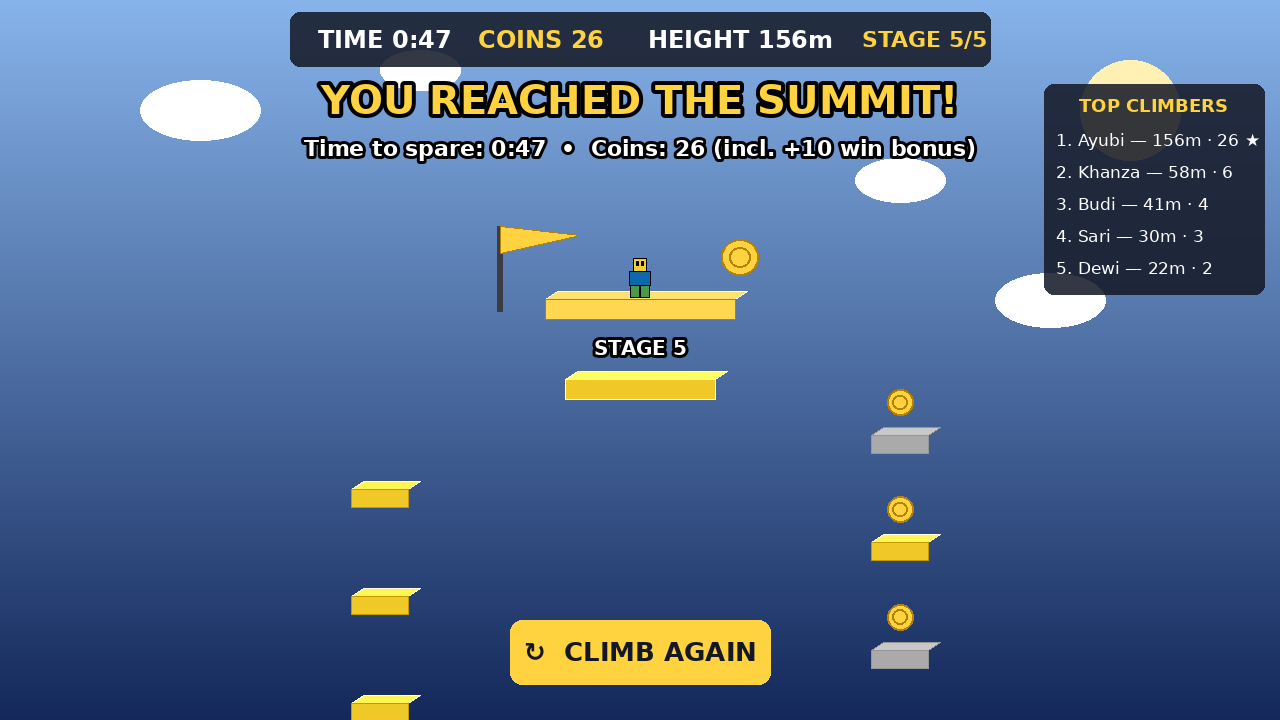 TIME 0:47 COINS 26 HEIGHT 156m STAGE 5/5
YOU REACHED THE SUMMIT!
Time to spare: 0:47 • Coins: 26 (incl. +10 win bonus)
TOP CLIMBERS
1. Ayubi — 156m · 26 ★
2. Khanza — 58m · 6
3. Budi — 41m · 4
4. Sari — 30m · 3
5. Dewi — 22m · 2
STAGE 5
↻ CLIMB AGAIN